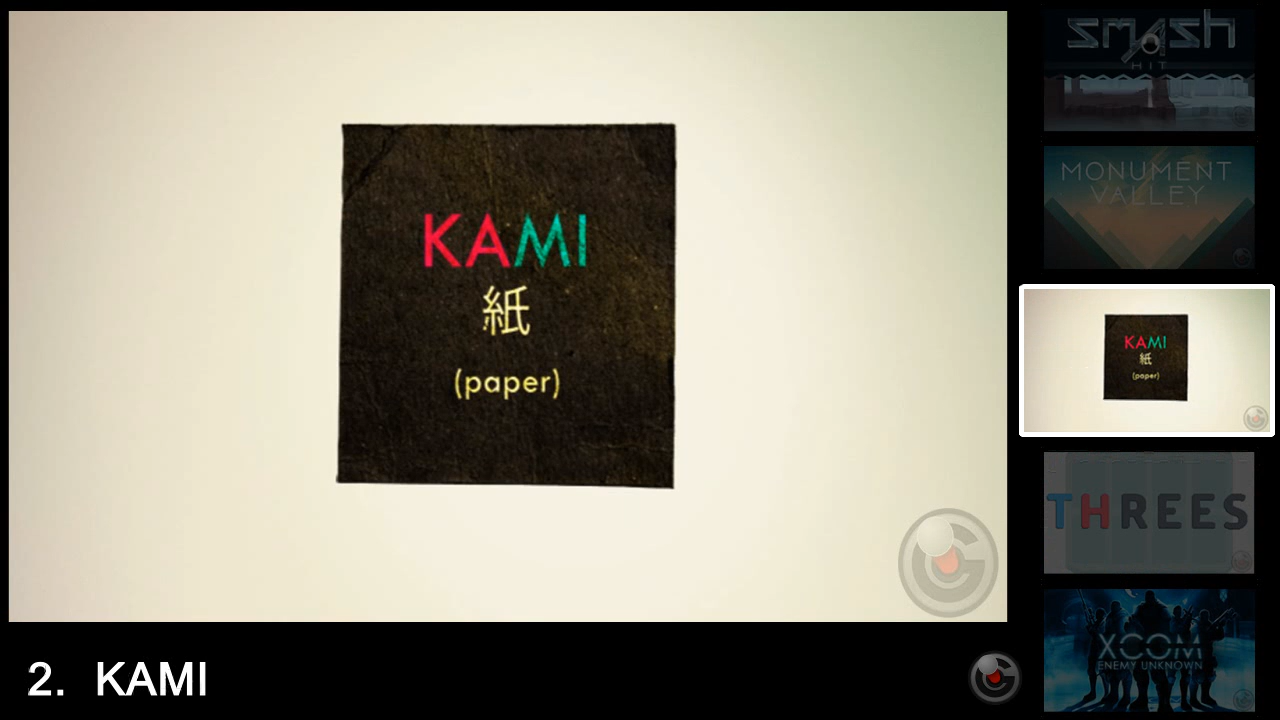 KAMI
紙
(paper)
2. KAMI
SMASH
HIT
MONUMENT
VALLEY
KAMI
紙
(paper)
THREES
XCOM
ENEMY UNKNOWN